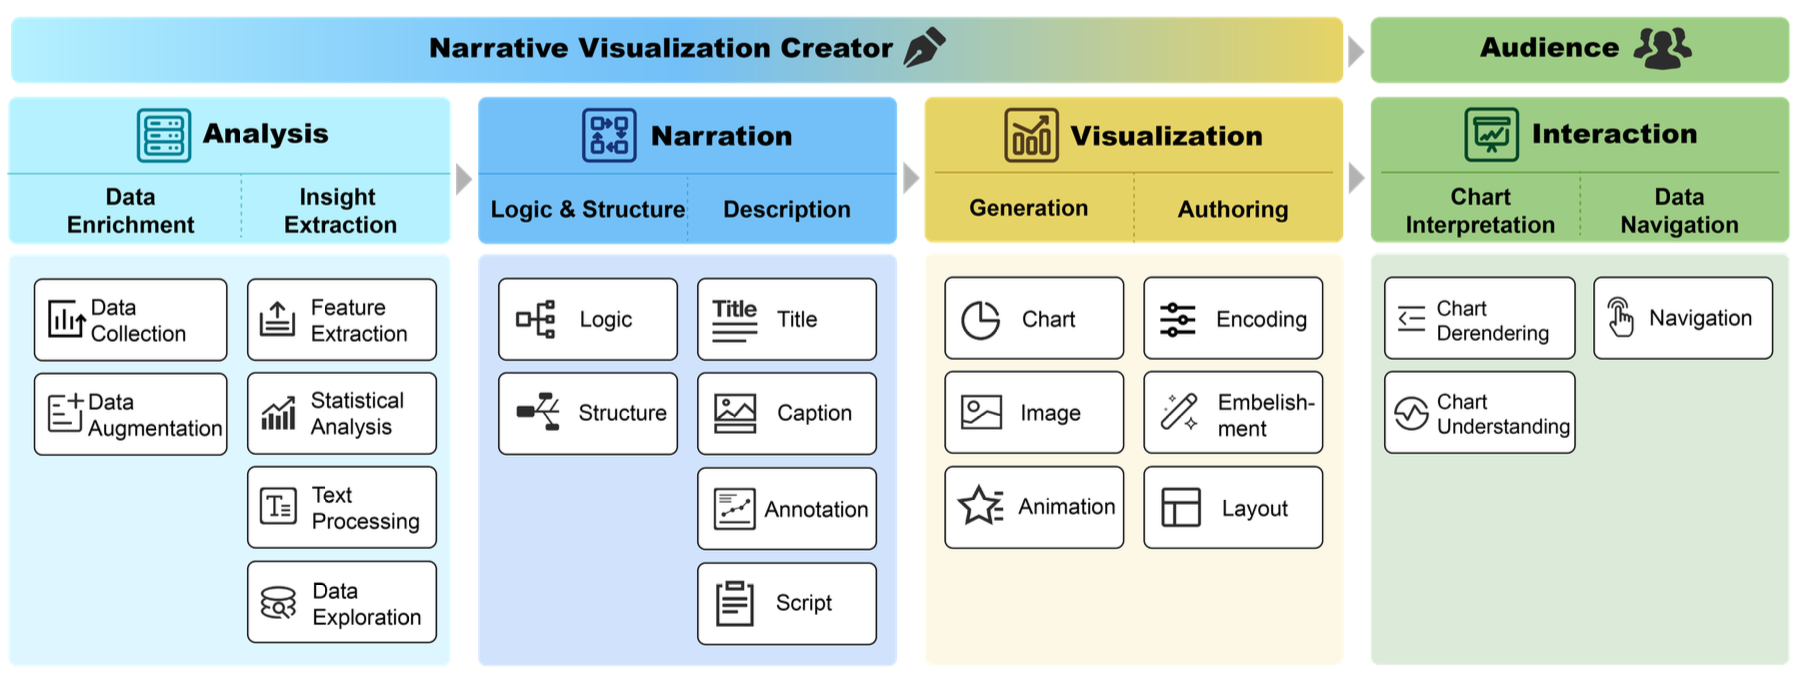 Narrative Visualization Creator
Audience
Analysis
Data
Enrichment
Insight
Extraction
Data
Collection
Data
Augmentation
Feature
Extraction
Statistical
Analysis
Text
Processing
Data
Exploration
Narration
Logic & Structure
Description
Logic
Structure
Title
Title
Caption
Annotation
Script
Visualization
Generation
Authoring
Chart
Image
Animation
Encoding
Embelish-
ment
Layout
Interaction
Chart
Interpretation
Data
Navigation
Chart
Derendering
Chart
Understanding
Navigation